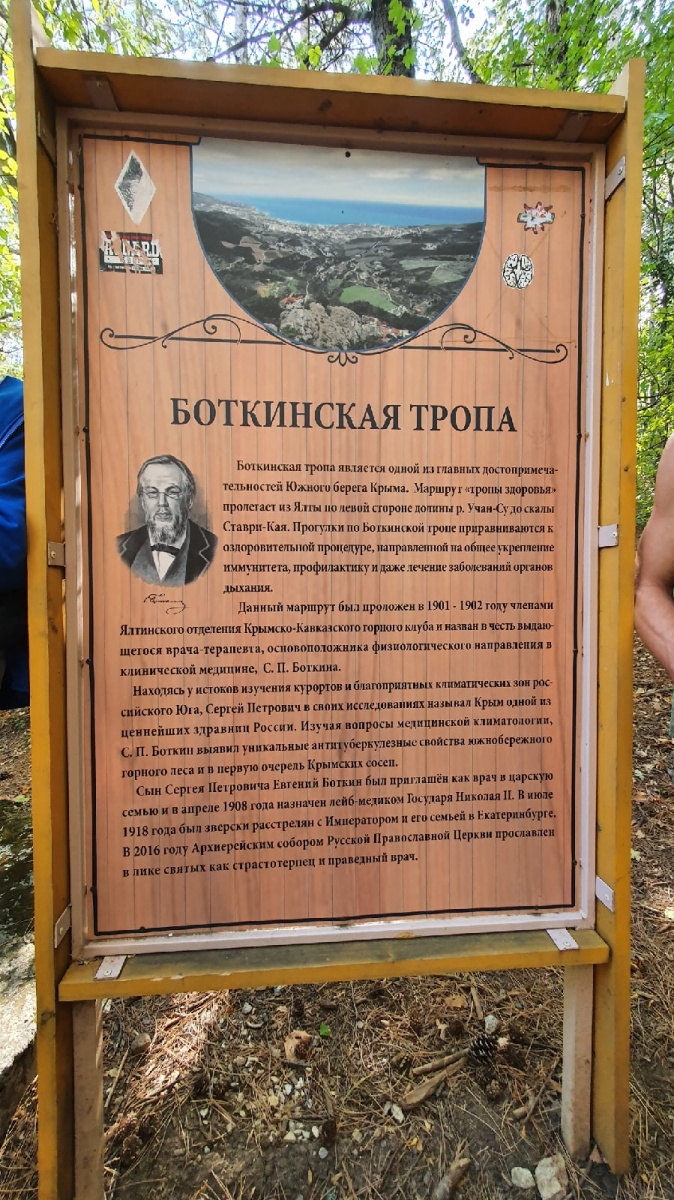 БОТКИНСКАЯ ТРОПА
Боткинская тропа является одной из главных достопримеча-
тельностей Южного берега Крыма. Маршрут «тропы здоровья»
пролегает из Ялты по левой стороне долины р. Учан-Су до скалы
Ставри-Кая. Прогулки по Боткинской тропе приравниваются к
оздоровительной процедуре, направленной на общее укрепление
иммунитета, профилактику и даже лечение заболеваний органов
дыхания.
Данный маршрут был проложен в 1901 - 1902 году членами
Ялтинского отделения Крымско-Кавказского горного клуба и назван в честь выдаю-
щегося врача-терапевта, основоположника физиологического направления в
клинической медицине, С. П. Боткина.
Находясь у истоков изучения курортов и благоприятных климатических зон рос-
сийского Юга, Сергей Петрович в своих исследованиях называл Крым одной из
ценнейших здравниц России. Изучая вопросы медицинской климатологии,
С. П. Боткин выявил уникальные антитуберкулезные свойства южнобережного
горного леса и в первую очередь Крымских сосен.
Сын Сергея Петровича Евгений Боткин был приглашён как врач в царскую
семью и в апреле 1908 года назначен лейб-медиком Государя Николая II. В июле
1918 года был зверски расстрелян с Императором и его семьей в Екатеринбурге.
В 2016 году Архиерейским собором Русской Православной Церкви прославлен
в лике святых как страстотерпец и праведный врач.